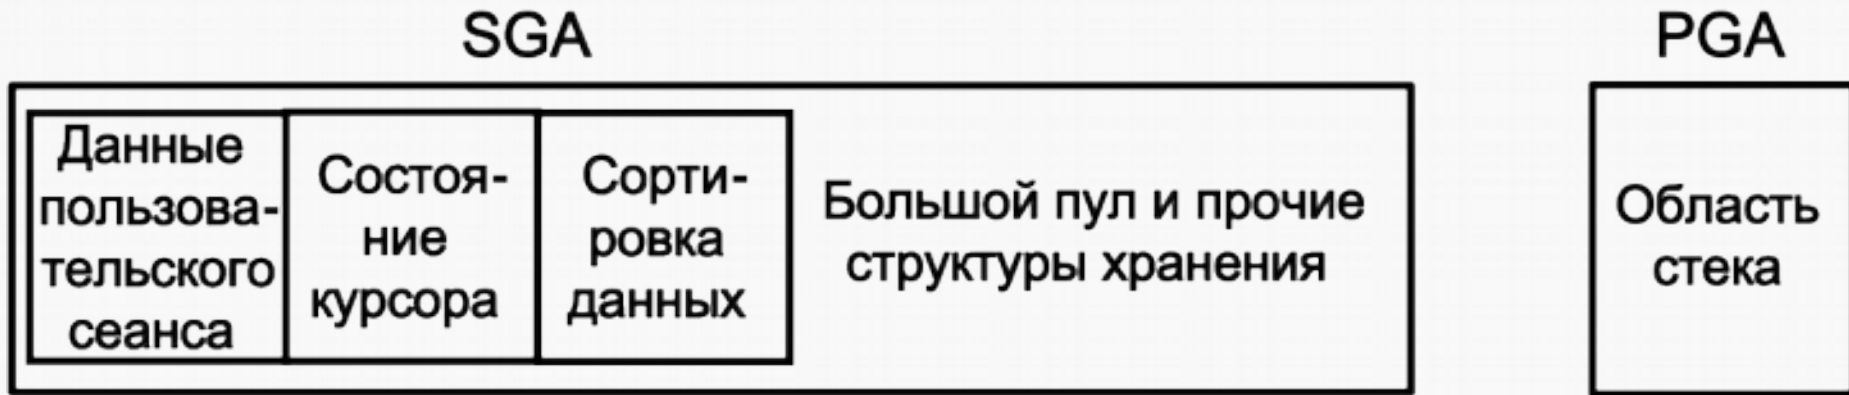 SGA
PGA
Данные
пользова-
тельского
сеанса
Состоя-
ние
курсора
Сорти-
ровка
данных
Большой пул и прочие
структуры хранения
Область
стека